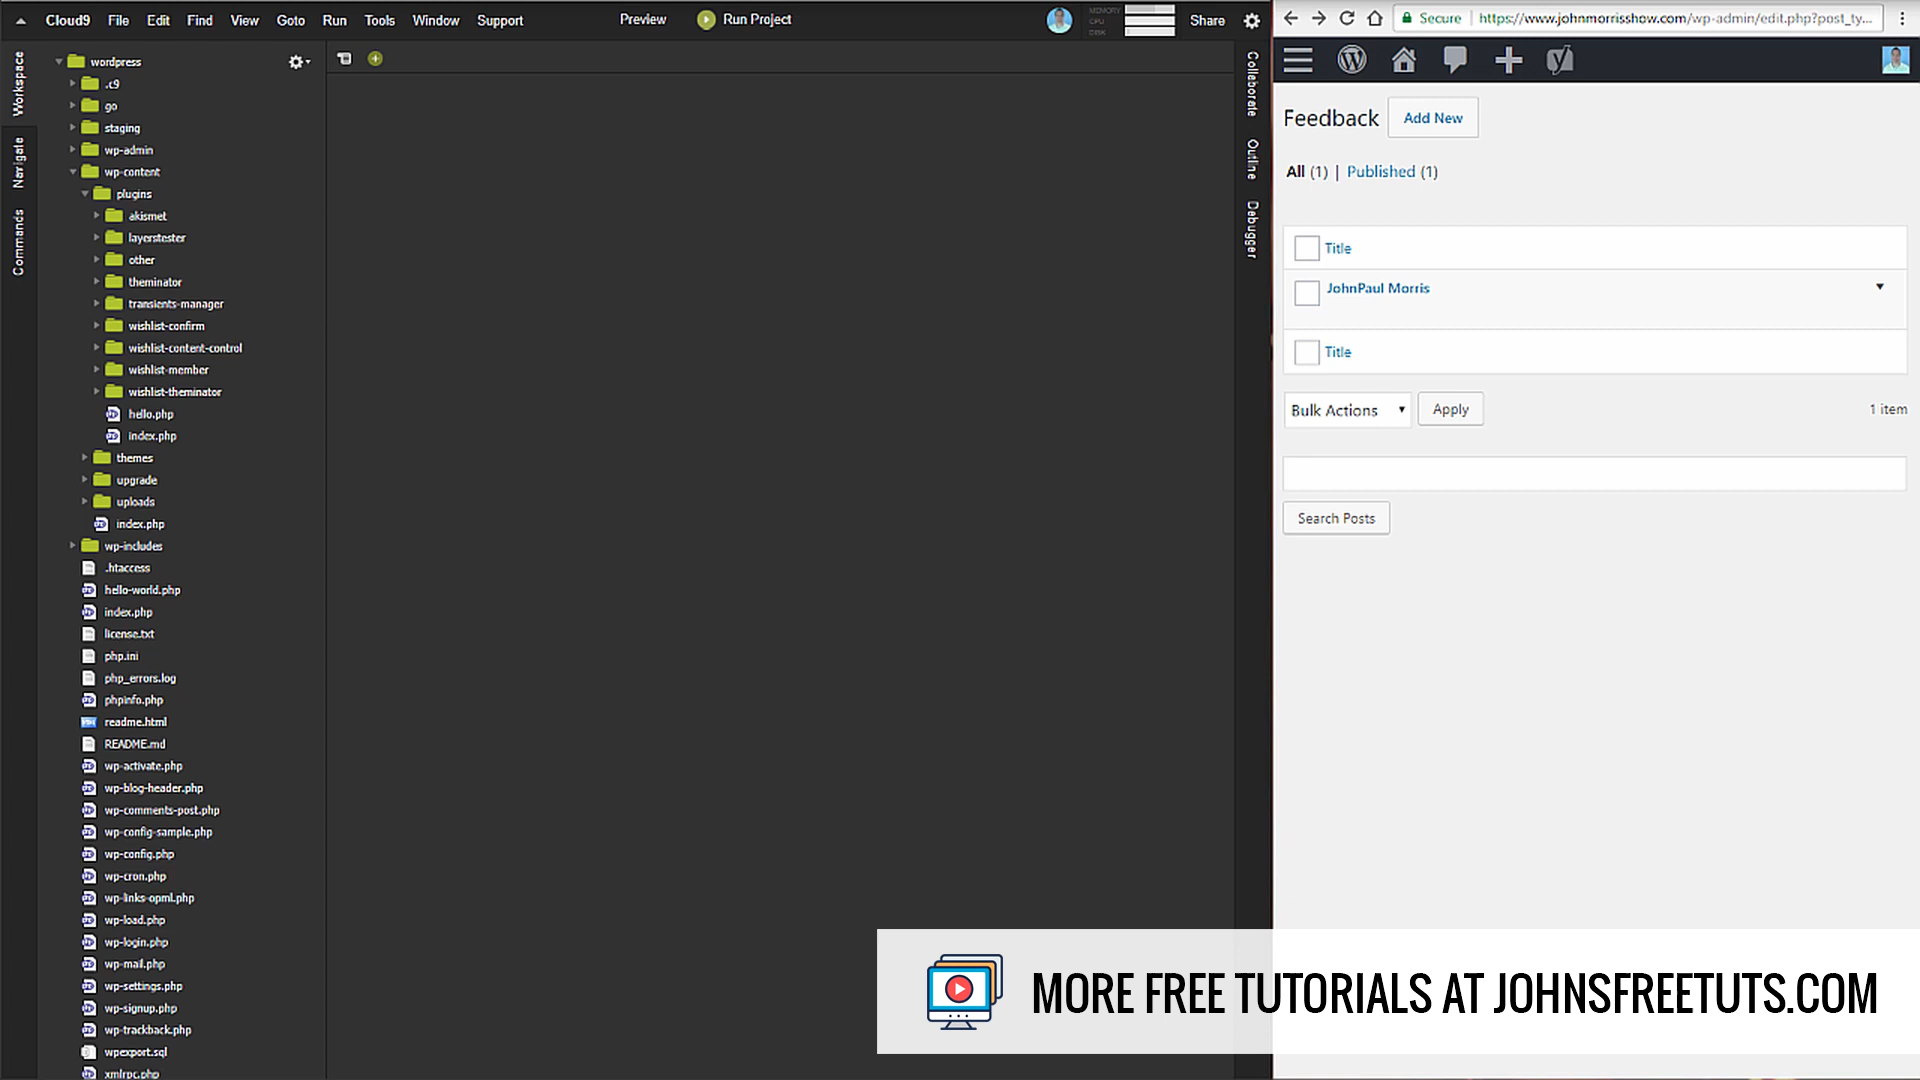 Cloud9 File Edit Find View Goto Run Tools Window Support Preview Run Project MEMORY CPU DISK Share
Workspace
Navigate
Commands
wordpress
.c9
go
staging
wp-admin
wp-content
plugins
akismet
layerstester
other
theminator
transients-manager
wishlist-confirm
wishlist-content-control
wishlist-member
wishlist-theminator
hello.php
index.php
themes
upgrade
uploads
index.php
wp-includes
.htaccess
hello-world.php
index.php
license.txt
php.ini
php_errors.log
phpinfo.php
readme.html
README.md
wp-activate.php
wp-blog-header.php
wp-comments-post.php
wp-config-sample.php
wp-config.php
wp-cron.php
wp-links-opml.php
wp-load.php
wp-login.php
wp-mail.php
wp-settings.php
wp-signup.php
wp-trackback.php
wpexport.sql
xmlrpc.php
Collaborate
Outline
Debugger
Secure https://www.johnmorrisshow.com/wp-admin/edit.php?post_ty...
Feedback Add New
All (1) | Published (1)
Title
JohnPaul Morris
Title
Bulk Actions Apply 1 item
Search Posts
MORE FREE TUTORIALS AT JOHNSFREETUTS.COM